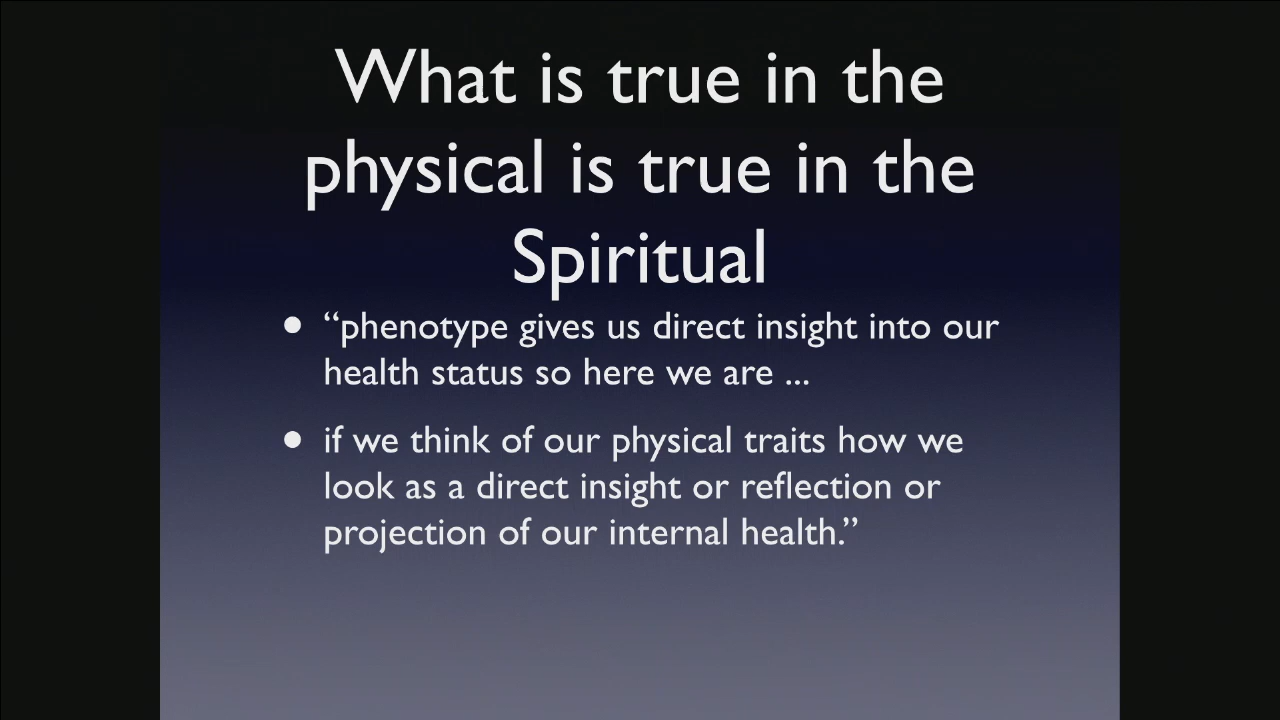 What is true in the
physical is true in the
Spiritual
• “phenotype gives us direct insight into our
health status so here we are ...
• if we think of our physical traits how we
look as a direct insight or reflection or
projection of our internal health.”